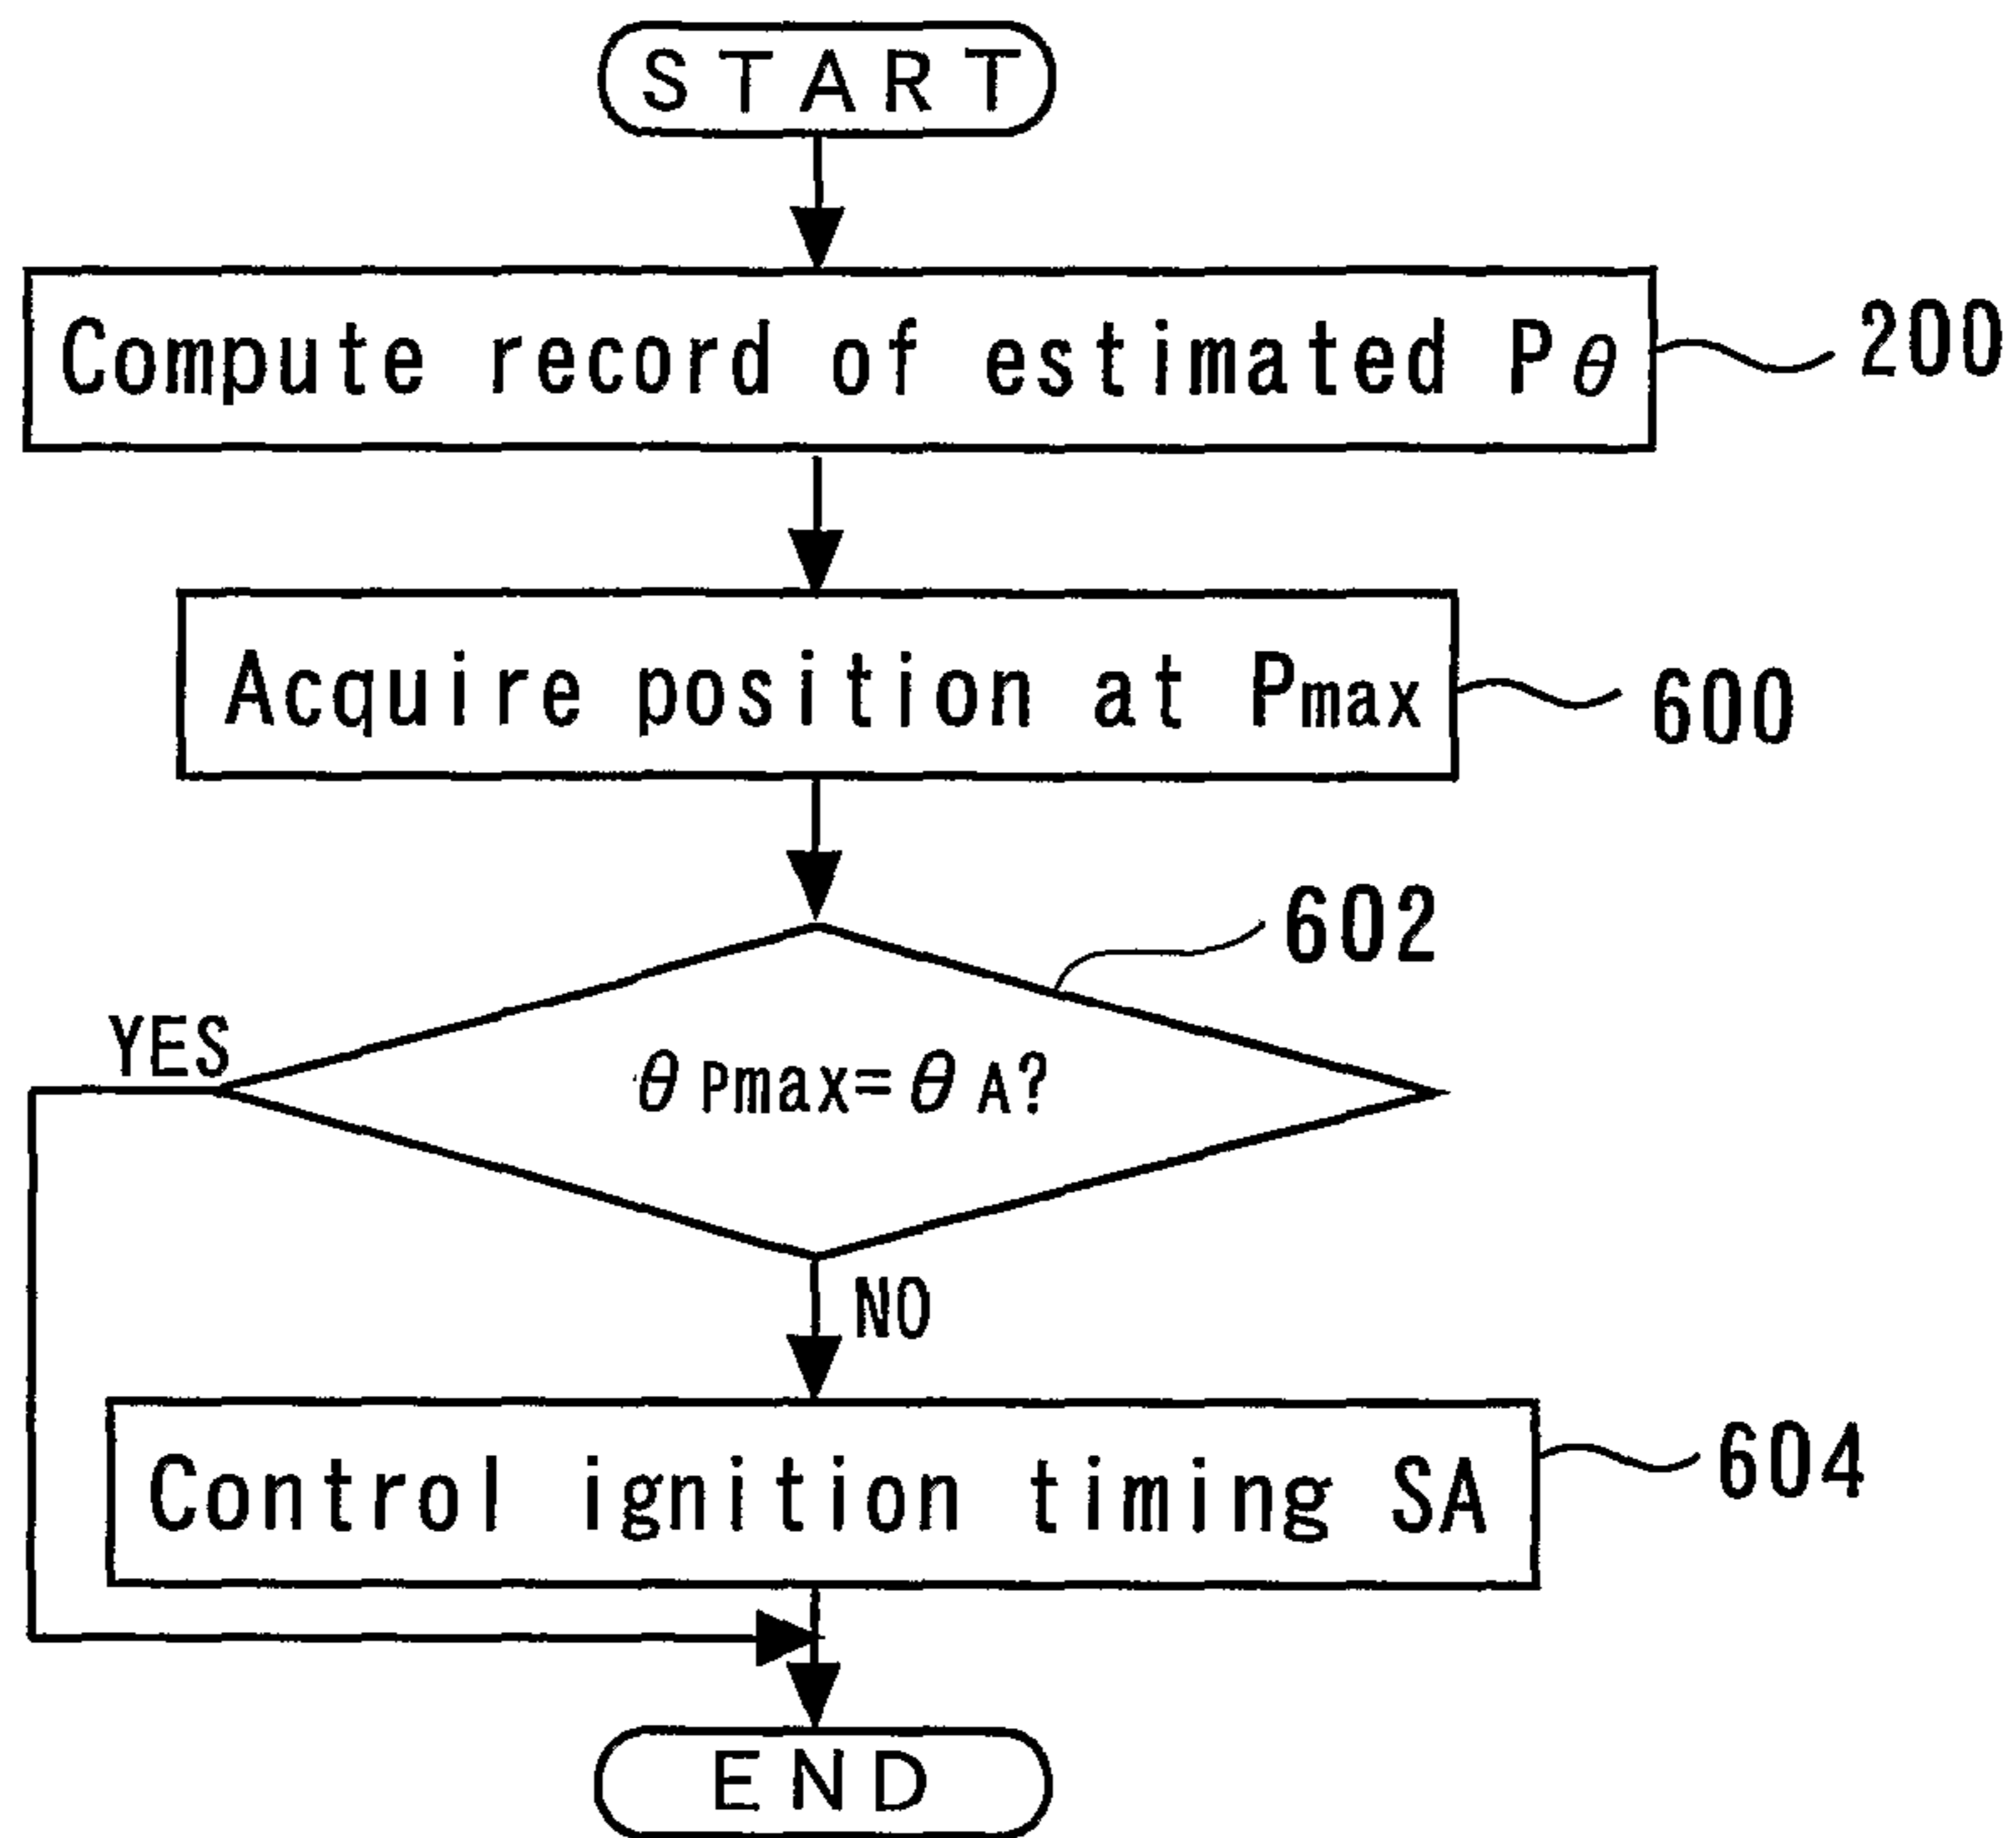 START
Compute record of estimated Pθ
200
Acquire position at Pmax
600
602
YES
θPmax=θA?
NO
Control ignition timing SA
604
END